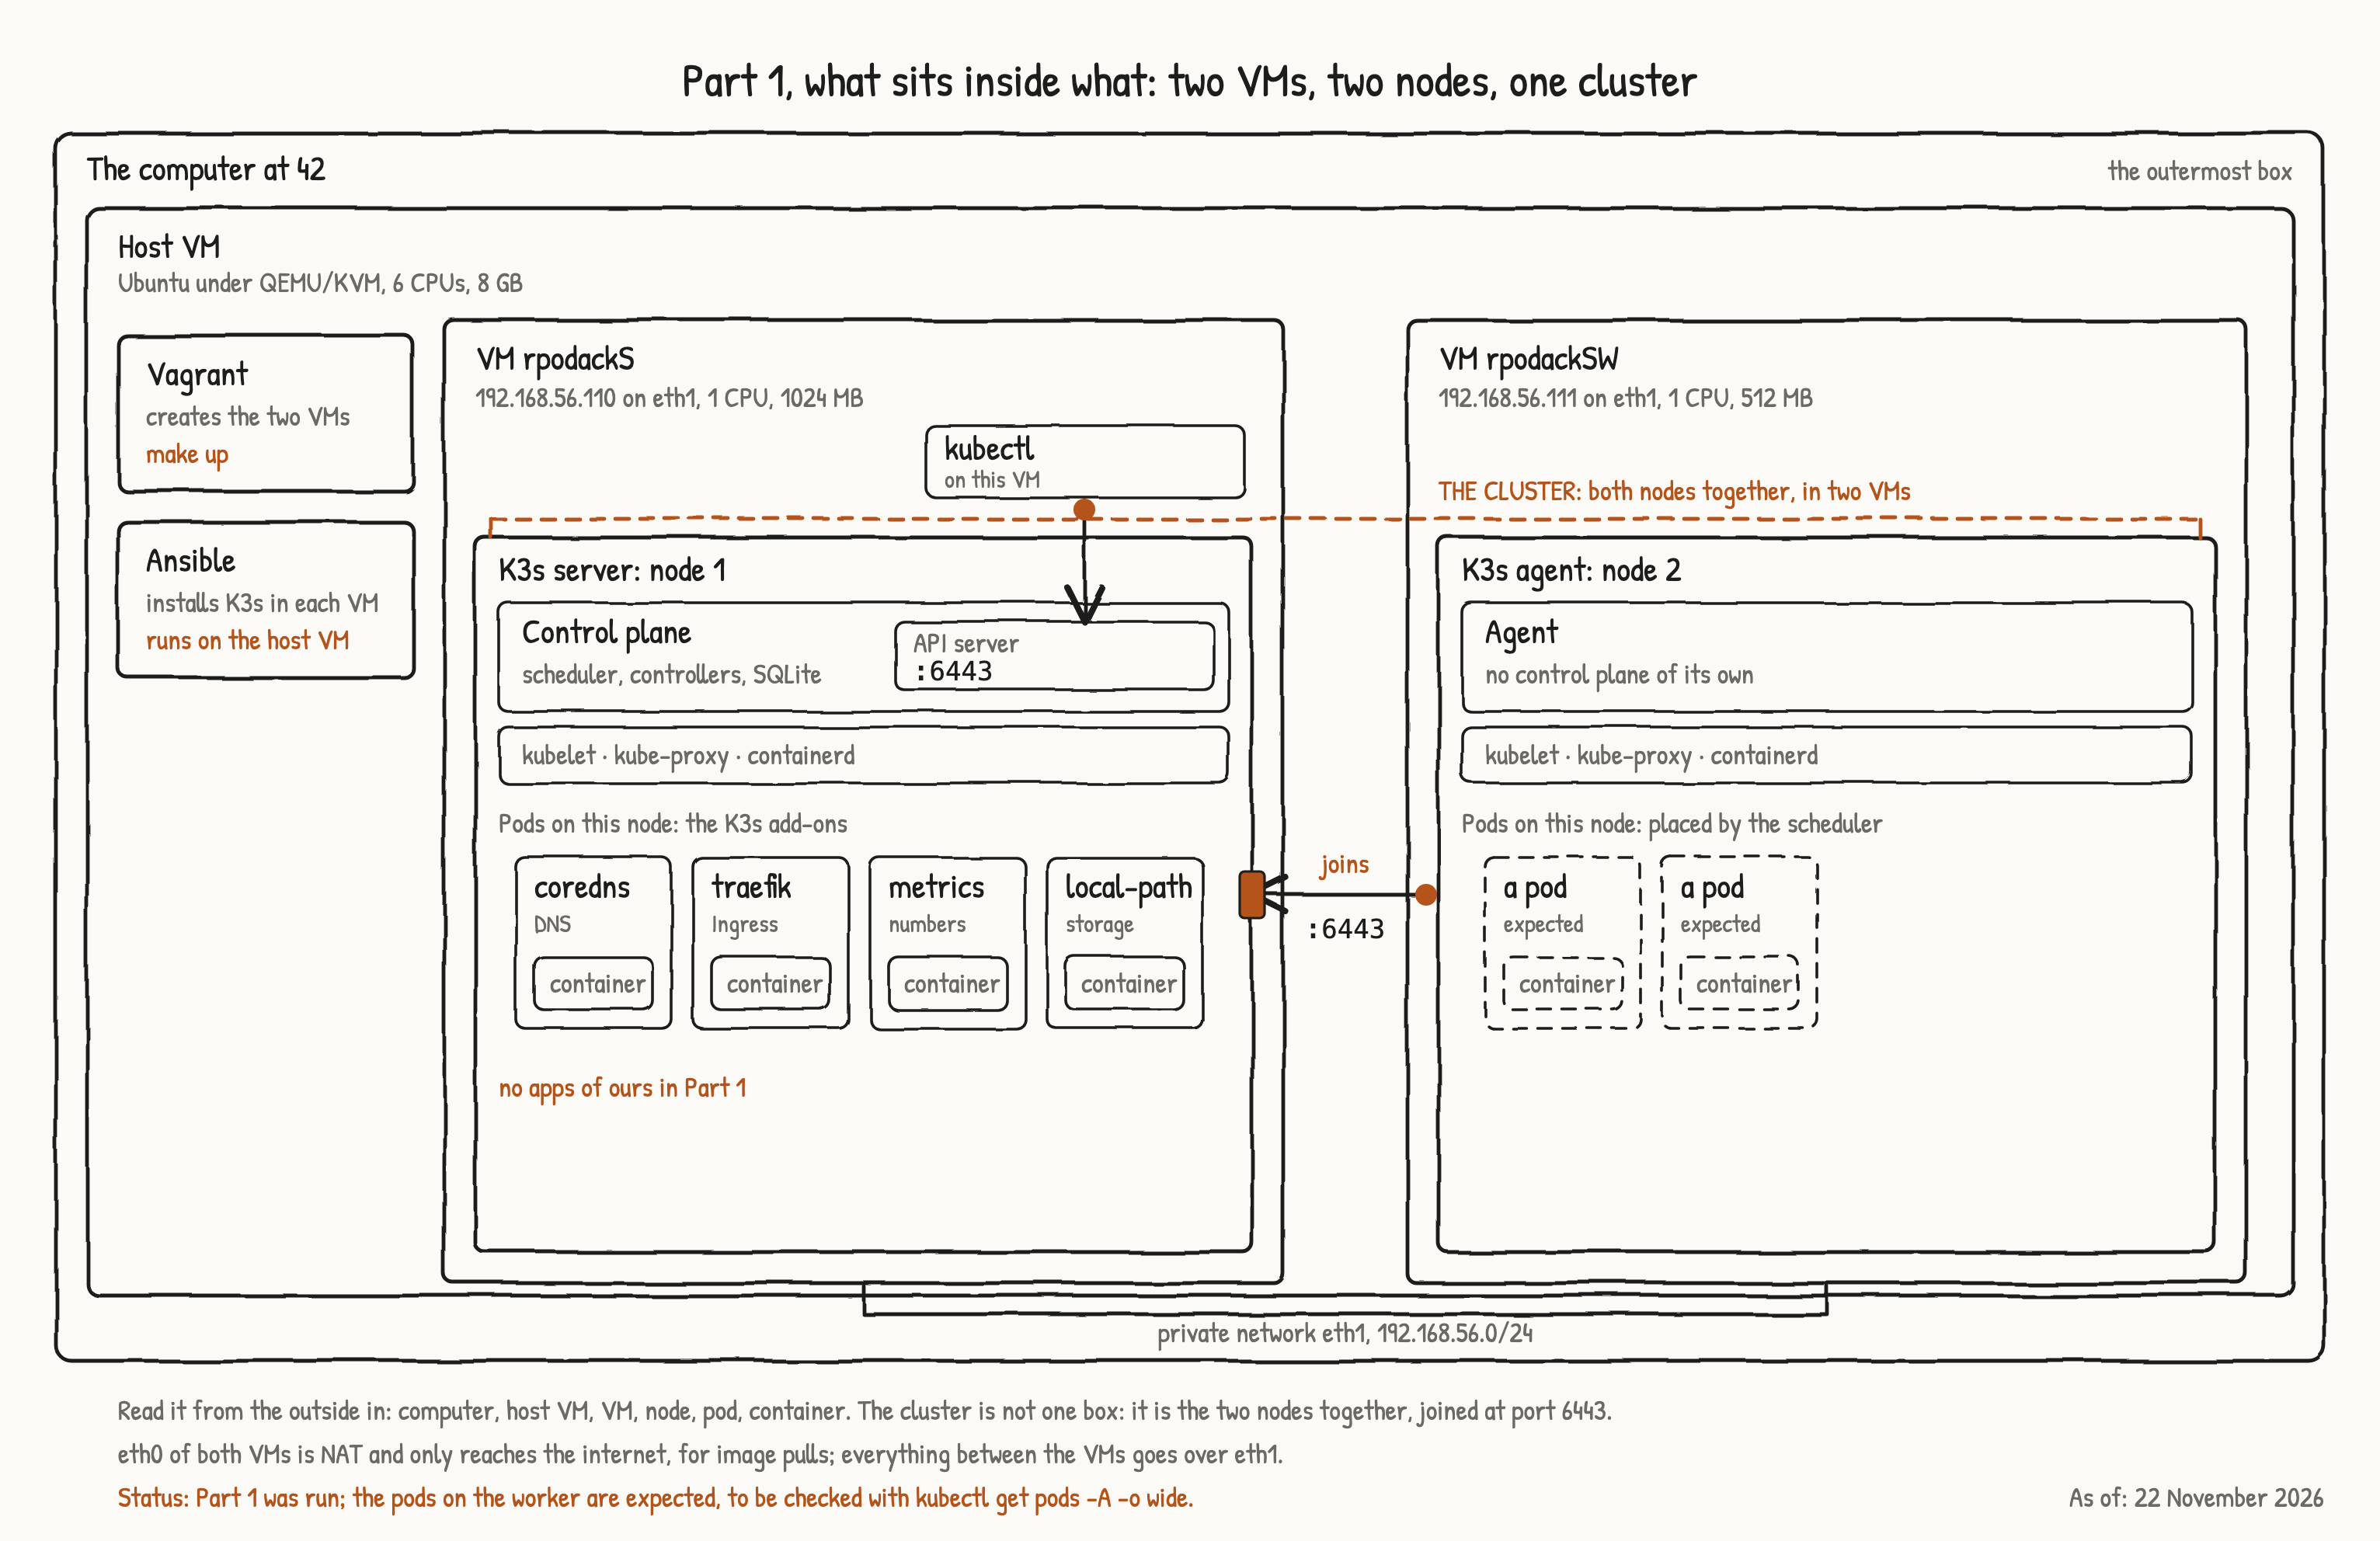 Part 1, what sits inside what: two VMs, two nodes, one cluster
The computer at 42
the outermost box
Host VM
Ubuntu under QEMU/KVM, 6 CPUs, 8 GB
Vagrant
creates the two VMs
make up
Ansible
installs K3s in each VM
runs on the host VM
VM rpodackS
192.168.56.110 on eth1, 1 CPU, 1024 MB
kubectl
on this VM
K3s server: node 1
Control plane
scheduler, controllers, SQLite
API server
:6443
kubelet · kube-proxy · containerd
Pods on this node: the K3s add-ons
coredns
DNS
container
traefik
Ingress
container
metrics
numbers
container
local-path
storage
container
no apps of ours in Part 1
joins
:6443
VM rpodackSW
192.168.56.111 on eth1, 1 CPU, 512 MB
THE CLUSTER: both nodes together, in two VMs
K3s agent: node 2
Agent
no control plane of its own
kubelet · kube-proxy · containerd
Pods on this node: placed by the scheduler
a pod
expected
container
a pod
expected
container
private network eth1, 192.168.56.0/24
Read it from the outside in: computer, host VM, VM, node, pod, container. The cluster is not one box: it is the two nodes together, joined at port 6443.
eth0 of both VMs is NAT and only reaches the internet, for image pulls; everything between the VMs goes over eth1.
Status: Part 1 was run; the pods on the worker are expected, to be checked with kubectl get pods -A -o wide.
As of: 22 November 2026